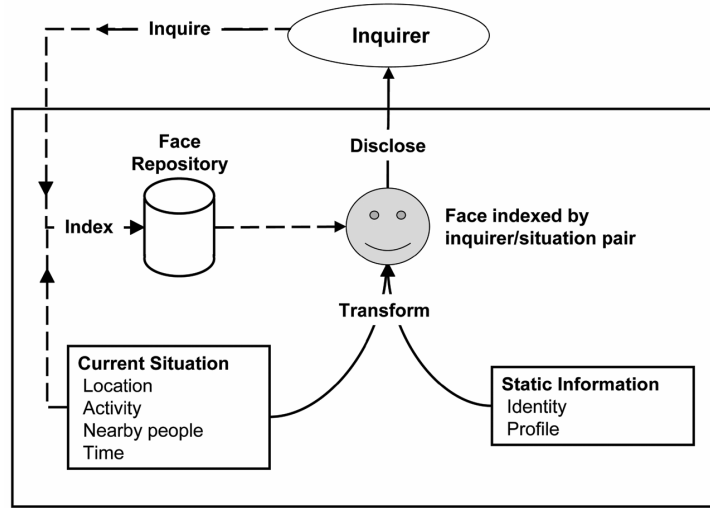 Inquire
Inquirer
Face
Repository
Disclose
Index
Face indexed by
inquirer/situation pair
Transform
Current Situation
Location
Activity
Nearby people
Time
Static Information
Identity
Profile